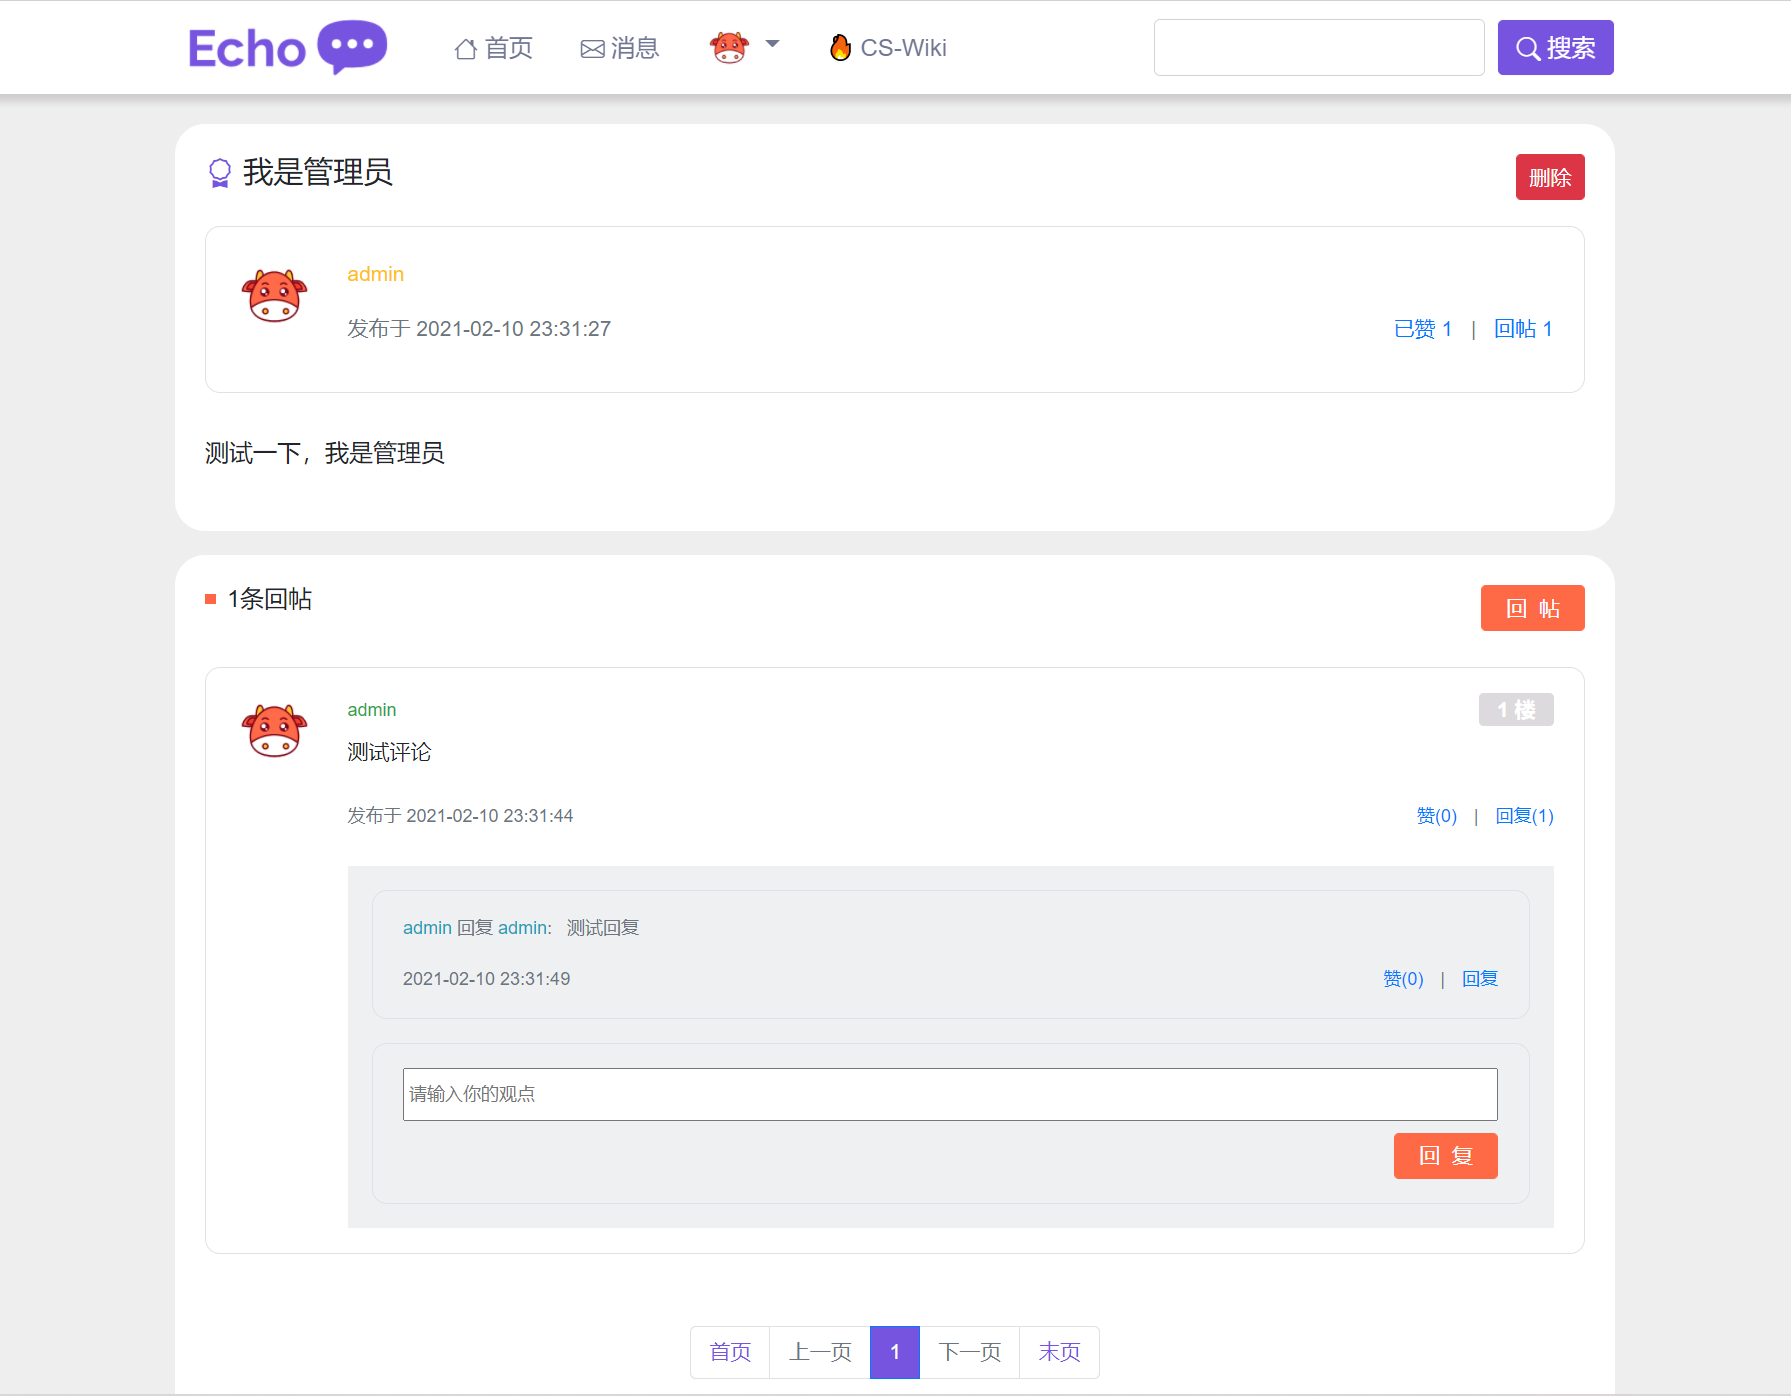 Echo 首页 消息 CS-Wiki 搜索
我是管理员 删除
admin
发布于 2021-02-10 23:31:27 已赞 1 | 回帖 1
测试一下，我是管理员
1条回帖 回 帖
admin 1 楼
测试评论
发布于 2021-02-10 23:31:44 赞(0) | 回复(1)
admin 回复 admin: 测试回复
2021-02-10 23:31:49 赞(0) | 回复
请输入你的观点
回 复
首页 上一页 1 下一页 末页